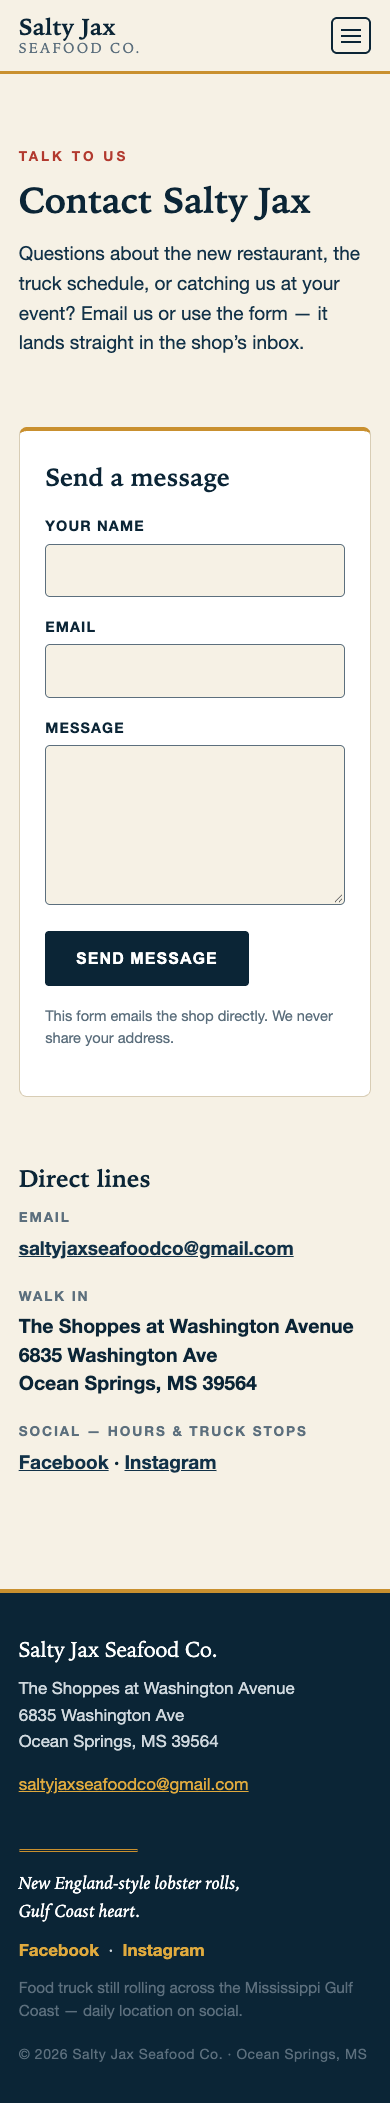 Salty Jax
SEAFOOD CO.
TALK TO US
Contact Salty Jax
Questions about the new restaurant, the
truck schedule, or catching us at your
event? Email us or use the form — it
lands straight in the shop’s inbox.
Send a message
YOUR NAME
EMAIL
MESSAGE
SEND MESSAGE
This form emails the shop directly. We never
share your address.
Direct lines
EMAIL
saltyjaxseafoodco@gmail.com
WALK IN
The Shoppes at Washington Avenue
6835 Washington Ave
Ocean Springs, MS 39564
SOCIAL — HOURS & TRUCK STOPS
Facebook · Instagram
Salty Jax Seafood Co.
The Shoppes at Washington Avenue
6835 Washington Ave
Ocean Springs, MS 39564
saltyjaxseafoodco@gmail.com
New England-style lobster rolls,
Gulf Coast heart.
Facebook · Instagram
Food truck still rolling across the Mississippi Gulf
Coast — daily location on social.
© 2026 Salty Jax Seafood Co. · Ocean Springs, MS